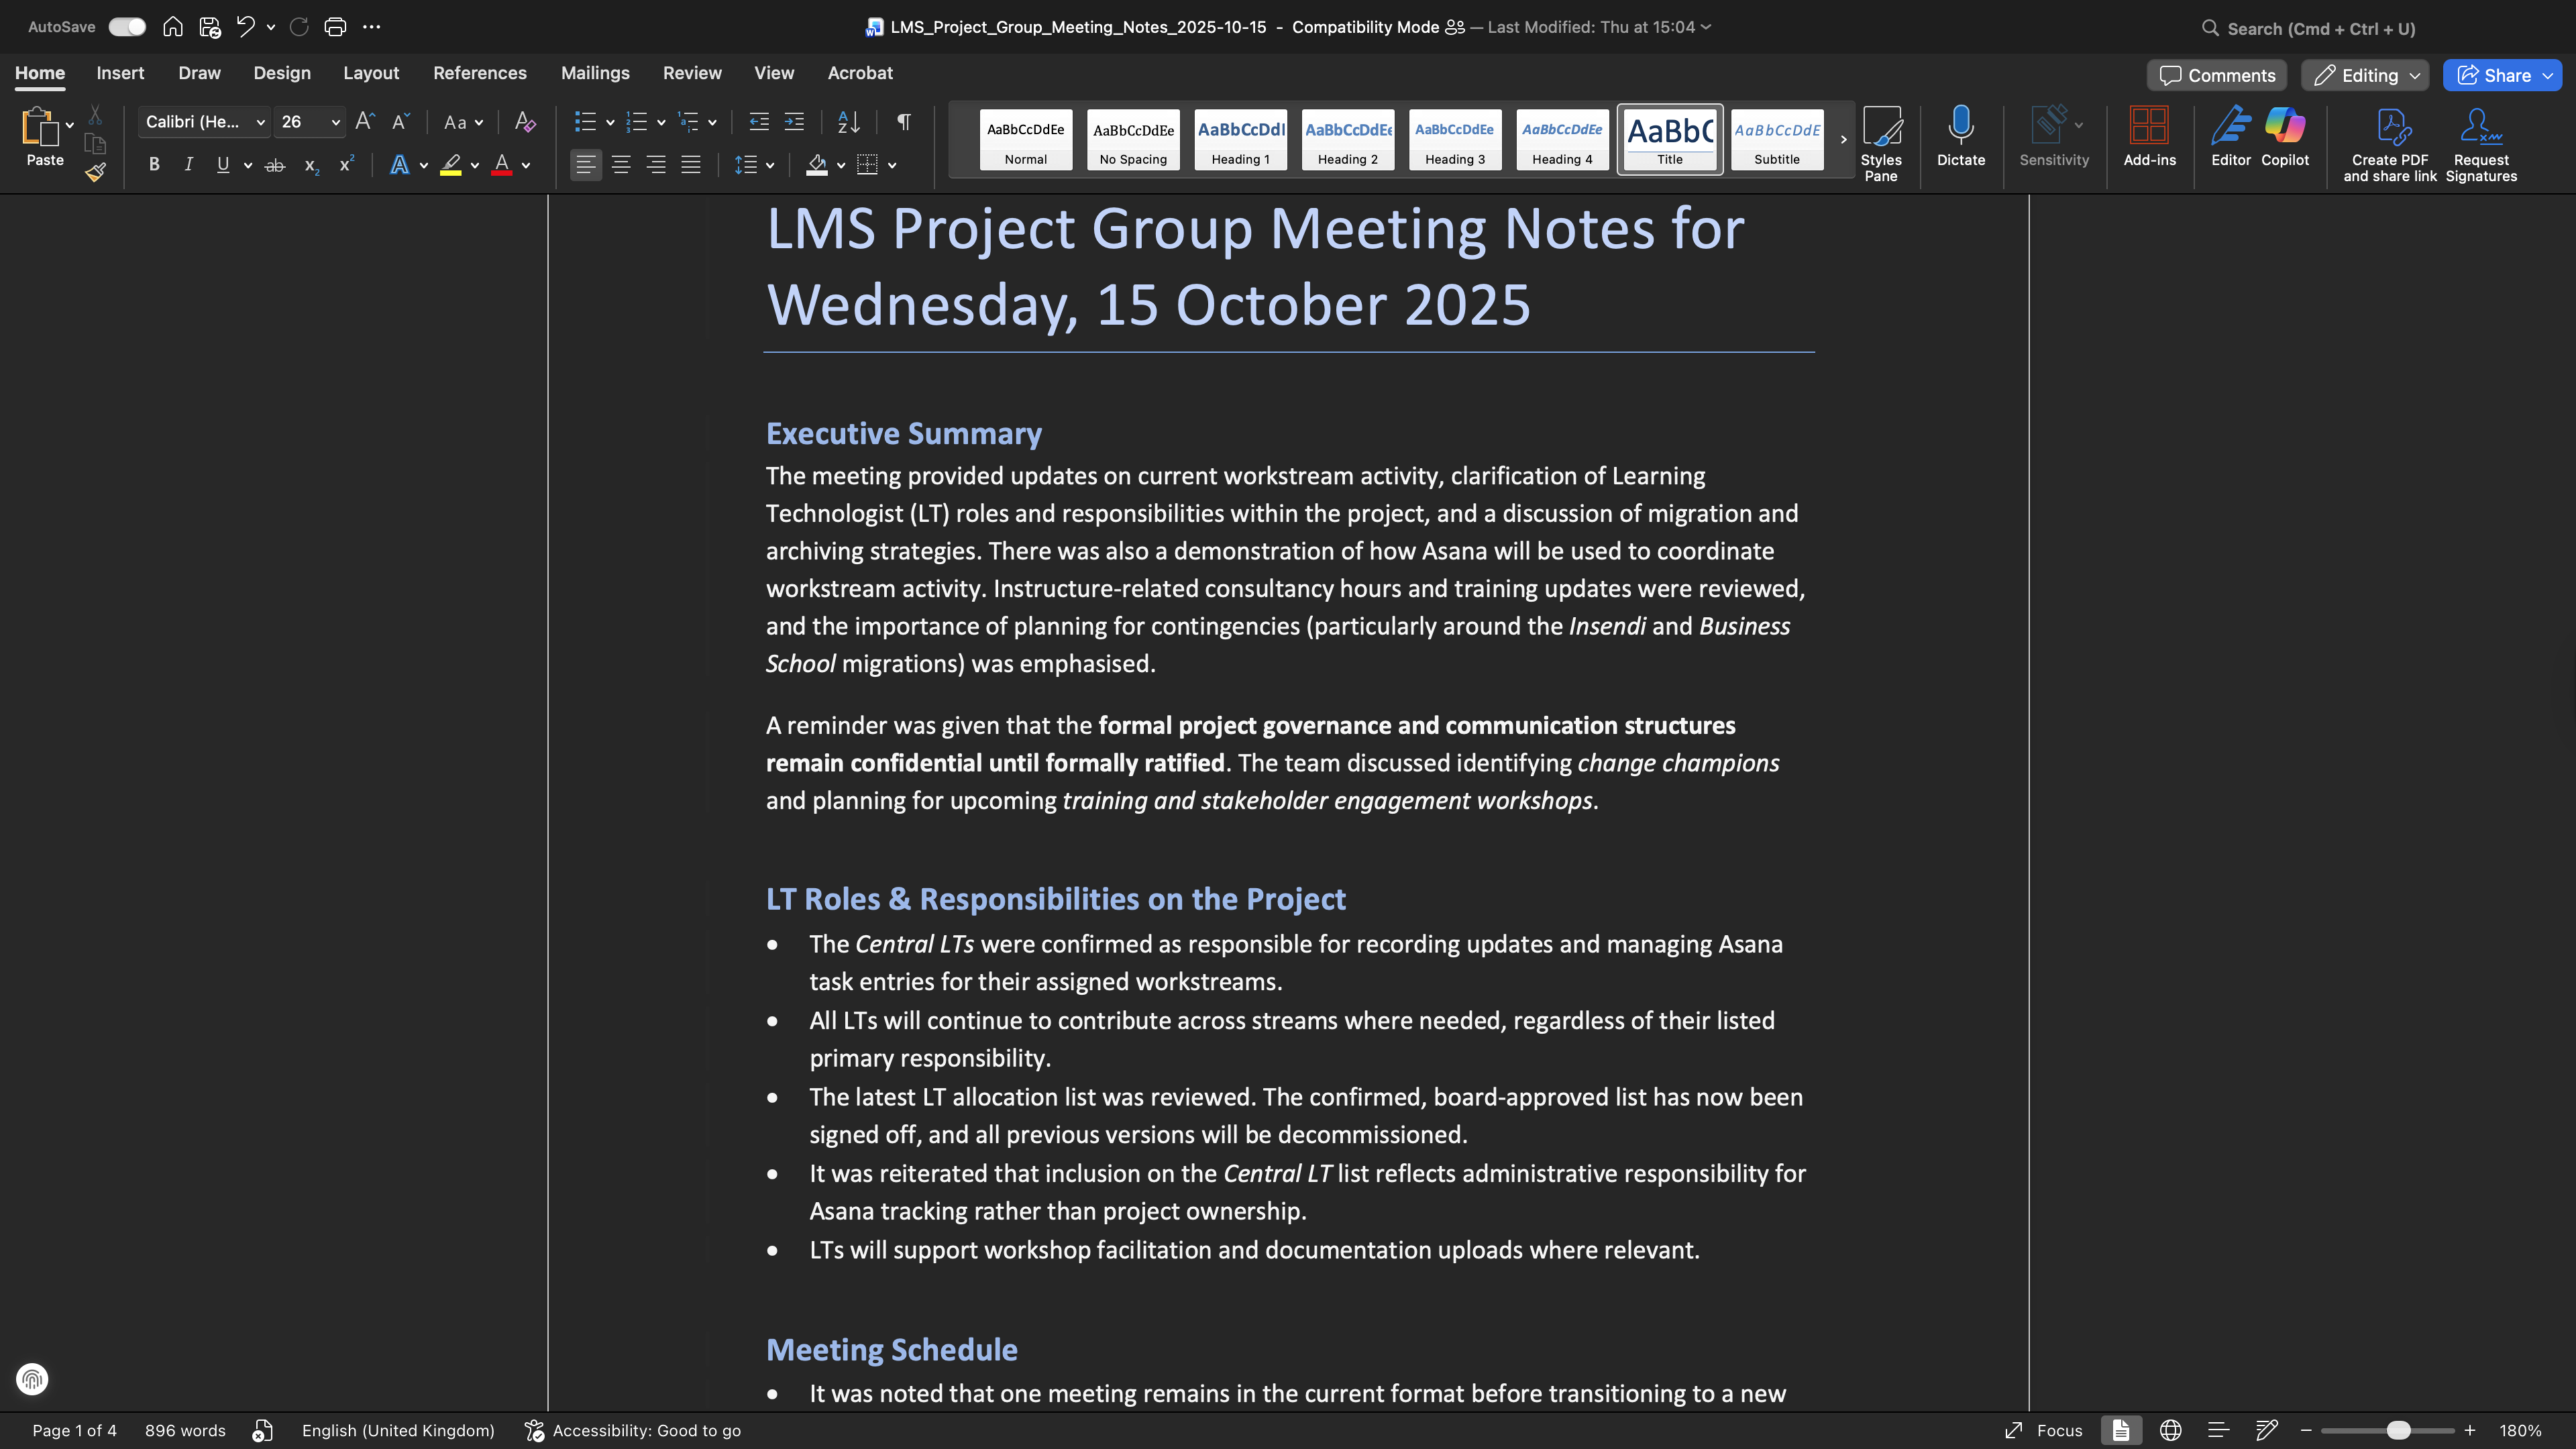 AutoSave
LMS_Project_Group_Meeting_Notes_2025-10-15 - Compatibility Mode — Last Modified: Thu at 15:04
Search (Cmd + Ctrl + U)
Home Insert Draw Design Layout References Mailings Review View Acrobat
Comments Editing Share
Paste
Calibri (He... 26
AaBbCcDdEe Normal
AaBbCcDdEe No Spacing
AaBbCcDdI Heading 1
AaBbCcDdEe Heading 2
AaBbCcDdEe Heading 3
AaBbCcDdEe Heading 4
AaBbC Title
AaBbCcDdE Subtitle
Styles Pane
Dictate
Sensitivity
Add-ins
Editor
Copilot
Create PDF and share link
Request Signatures
LMS Project Group Meeting Notes for
Wednesday, 15 October 2025
Executive Summary
The meeting provided updates on current workstream activity, clarification of Learning
Technologist (LT) roles and responsibilities within the project, and a discussion of migration and
archiving strategies. There was also a demonstration of how Asana will be used to coordinate
workstream activity. Instructure-related consultancy hours and training updates were reviewed,
and the importance of planning for contingencies (particularly around the Insendi and Business
School migrations) was emphasised.
A reminder was given that the formal project governance and communication structures
remain confidential until formally ratified. The team discussed identifying change champions
and planning for upcoming training and stakeholder engagement workshops.
LT Roles & Responsibilities on the Project
• The Central LTs were confirmed as responsible for recording updates and managing Asana
task entries for their assigned workstreams.
• All LTs will continue to contribute across streams where needed, regardless of their listed
primary responsibility.
• The latest LT allocation list was reviewed. The confirmed, board-approved list has now been
signed off, and all previous versions will be decommissioned.
• It was reiterated that inclusion on the Central LT list reflects administrative responsibility for
Asana tracking rather than project ownership.
• LTs will support workshop facilitation and documentation uploads where relevant.
Meeting Schedule
• It was noted that one meeting remains in the current format before transitioning to a new
Page 1 of 4 896 words English (United Kingdom) Accessibility: Good to go
Focus 180%